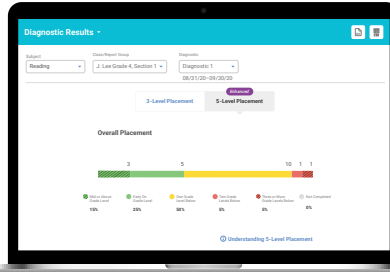 Diagnostic Results
Subject
Class/Report Group
Diagnostic
Reading
J. Lee Grade 4, Section 1
Diagnostic 1
08/31/20–09/30/20
Enhanced
3-Level Placement
5-Level Placement
Overall Placement
3 5 10 1 1
Mid or Above Grade Level
Early On Grade Level
One Grade Level Below
Two Grade Levels Below
Three or More Grade Levels Below
Not Completed
15% 25% 50% 5% 5% 0%
Understanding 5-Level Placement